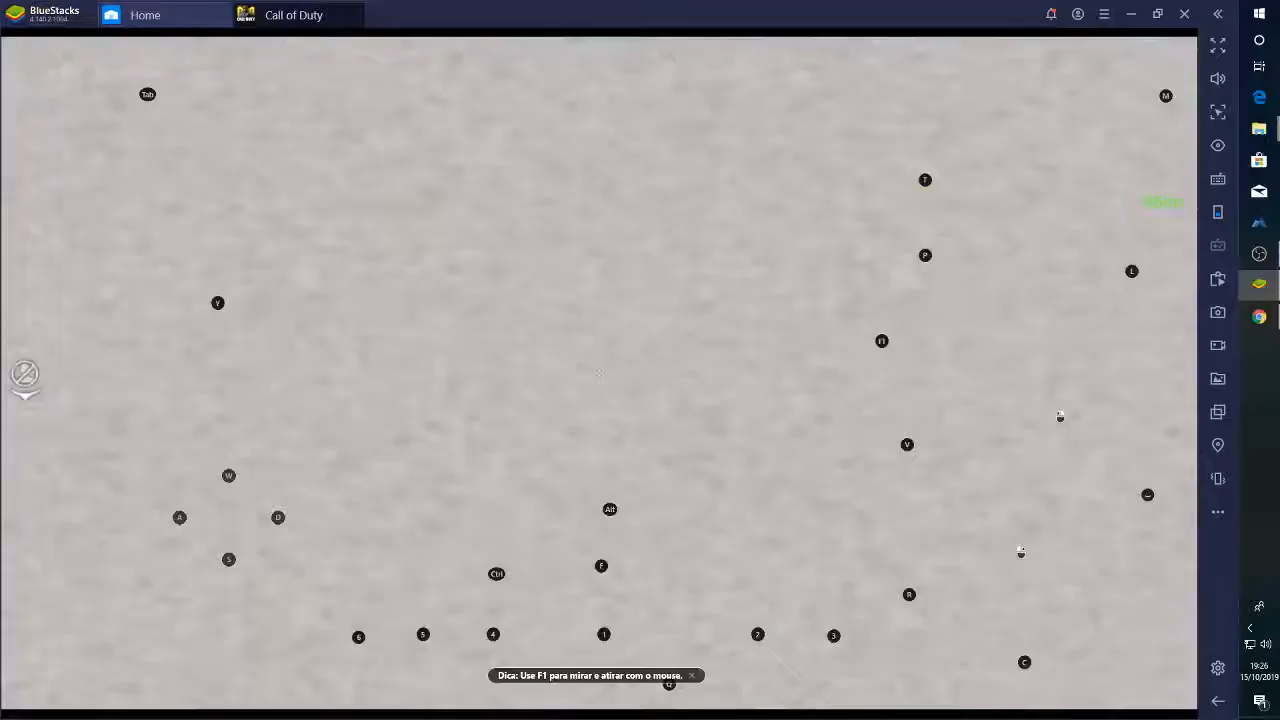 BlueStacks
4.140.2.1004
Home
Call of Duty
Tab
M
T
P
L
Y
F1
V
W
A
D
S
Alt
Ctrl
F
R
6
5
4
1
2
3
C
Dica: Use F1 para mirar e atirar com o mouse.
G
19:26
15/10/2019